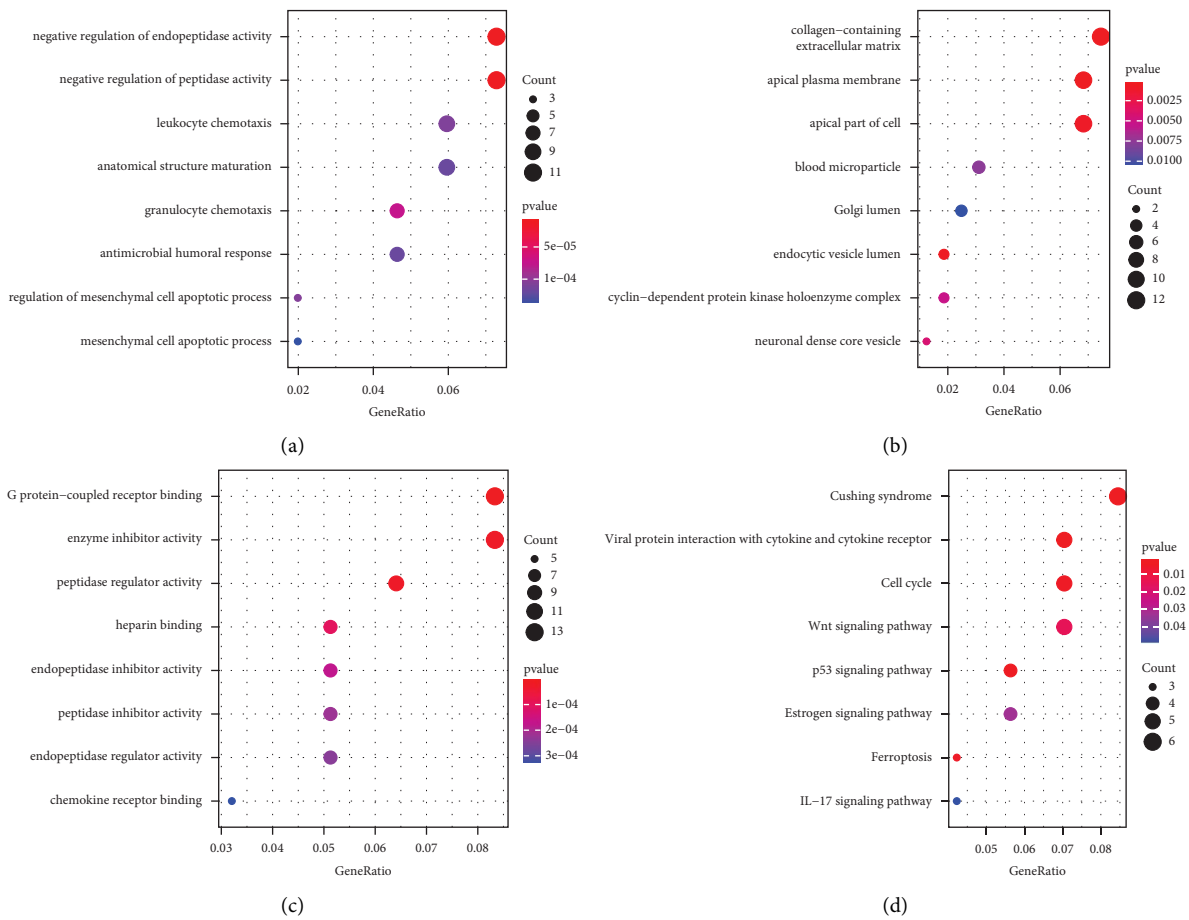 negative regulation of endopeptidase activity
negative regulation of peptidase activity
leukocyte chemotaxis
anatomical structure maturation
granulocyte chemotaxis
antimicrobial humoral response
regulation of mesenchymal cell apoptotic process
mesenchymal cell apoptotic process
0.02 0.04 0.06
GeneRatio
Count
3
5
7
9
11
pvalue
5e−05
1e−04
(a)
collagen−containing
extracellular matrix
apical plasma membrane
apical part of cell
blood microparticle
Golgi lumen
endocytic vesicle lumen
cyclin−dependent protein kinase holoenzyme complex
neuronal dense core vesicle
0.02 0.04 0.06
GeneRatio
pvalue
0.0025
0.0050
0.0075
0.0100
Count
2
4
6
8
10
12
(b)
G protein−coupled receptor binding
enzyme inhibitor activity
peptidase regulator activity
heparin binding
endopeptidase inhibitor activity
peptidase inhibitor activity
endopeptidase regulator activity
chemokine receptor binding
0.03 0.04 0.05 0.06 0.07 0.08
GeneRatio
Count
5
7
9
11
13
pvalue
1e−04
2e−04
3e−04
(c)
Cushing syndrome
Viral protein interaction with cytokine and cytokine receptor
Cell cycle
Wnt signaling pathway
p53 signaling pathway
Estrogen signaling pathway
Ferroptosis
IL−17 signaling pathway
0.05 0.06 0.07 0.08
GeneRatio
pvalue
0.01
0.02
0.03
0.04
Count
3
4
5
6
(d)